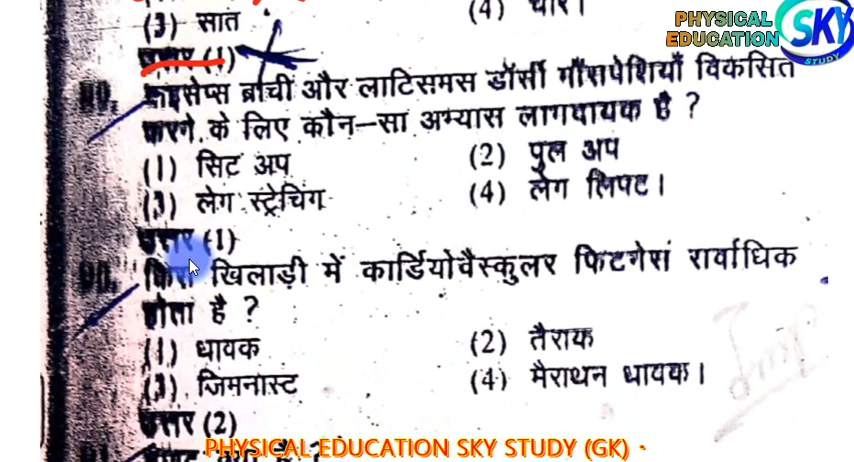 (4) चार।
(3) सात
उत्तर (1)
PHYSICAL
EDUCATION
SKY
STUDY
ब्राची और लाटिसमस डॉर्सी मांसपेशियाँ विकसित
करने के लिए कौन–सा अभ्यास लाभदायक है ?
(1) सिट अप
(2) पुल अप
(3) लेग स्ट्रेचिंग
(4) लेग लिफ्ट।
उत्तर (1)
किस खिलाड़ी में कार्डियोवैस्कुलर फिटनेस सर्वाधिक
होता है ?
(1) धावक
(2) तैराक
(3) जिमनास्ट
(4) मैराथन धावक।
उत्तर (2)
PHYSICAL EDUCATION SKY STUDY (GK)